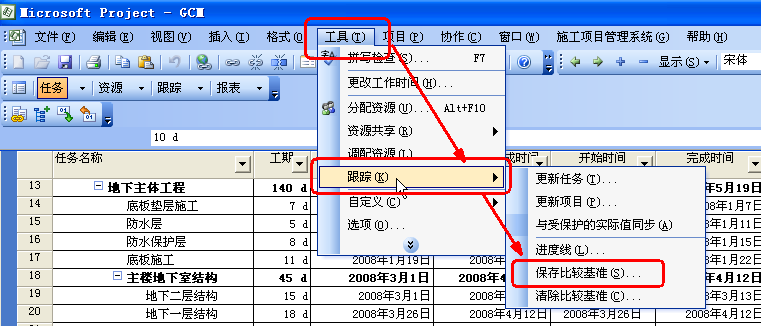 Microsoft Project - GCM
文件(F) 编辑(E) 视图(V) 插入(I) 格式(O) 工具(T) 项目(P) 协作(C) 窗口(W) 施工项目管理系统(G) 帮助(H)
显示(S) 宋体
任务 资源 跟踪 报表
10 d
拼写检查(S)... F7
更改工作时间(H)...
分配资源(U)... Alt+F10
资源共享(R)
调配资源(L)...
跟踪(K)
自定义(C)
选项(O)...
更新任务(T)...
更新项目(P)...
与受保护的实际值同步(A)
进度线(L)...
保存比较基准(S)...
清除比较基准(C)...
任务名称 工期 成时间 开始时间 完成时间
13 地下主体工程 140 d 年5月19日
14 底板垫层施工 7 d 2008年1月7日
15 防水层 5 d 2008年1月11日
16 防水保护层 8 d 2008年1月15日
17 底板施工 11 d 2008年1月19日
18 主楼地下室结构 45 d 2008年3月1日 2008年4 年4月12日
19 地下二层结构 15 d 2008年3月1日 2008年3月13日
20 地下一层结构 18 d 2008年3月26日 2008年4月12日 2008年3月26日 2008年4月12日